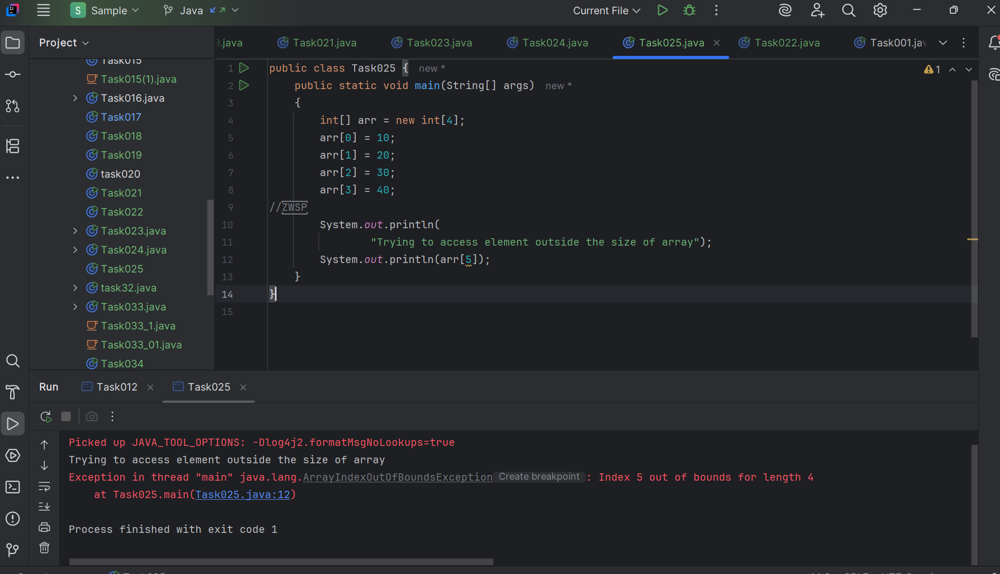 S Sample Java Current File
Project
.java Task021.java Task023.java Task024.java Task025.java Task022.java Task001.jav
Task015
Task015(1).java
Task016.java
Task017
Task018
Task019
task020
Task021
Task022
Task023.java
Task024.java
Task025
task32.java
Task033.java
Task033_1.java
Task033_01.java
Task034
1 public class Task025 { new *
2 public static void main(String[] args) new *
3 {
4 int[] arr = new int[4];
5 arr[0] = 10;
6 arr[1] = 20;
7 arr[2] = 30;
8 arr[3] = 40;
9 //ZWSP
10 System.out.println(
11 "Trying to access element outside the size of array");
12 System.out.println(arr[5]);
13 }
14 }
15
1
Run Task012 Task025
Picked up JAVA_TOOL_OPTIONS: -Dlog4j2.formatMsgNoLookups=true
Trying to access element outside the size of array
Exception in thread "main" java.lang.ArrayIndexOutOfBoundsException Create breakpoint : Index 5 out of bounds for length 4
at Task025.main(Task025.java:12)
Process finished with exit code 1